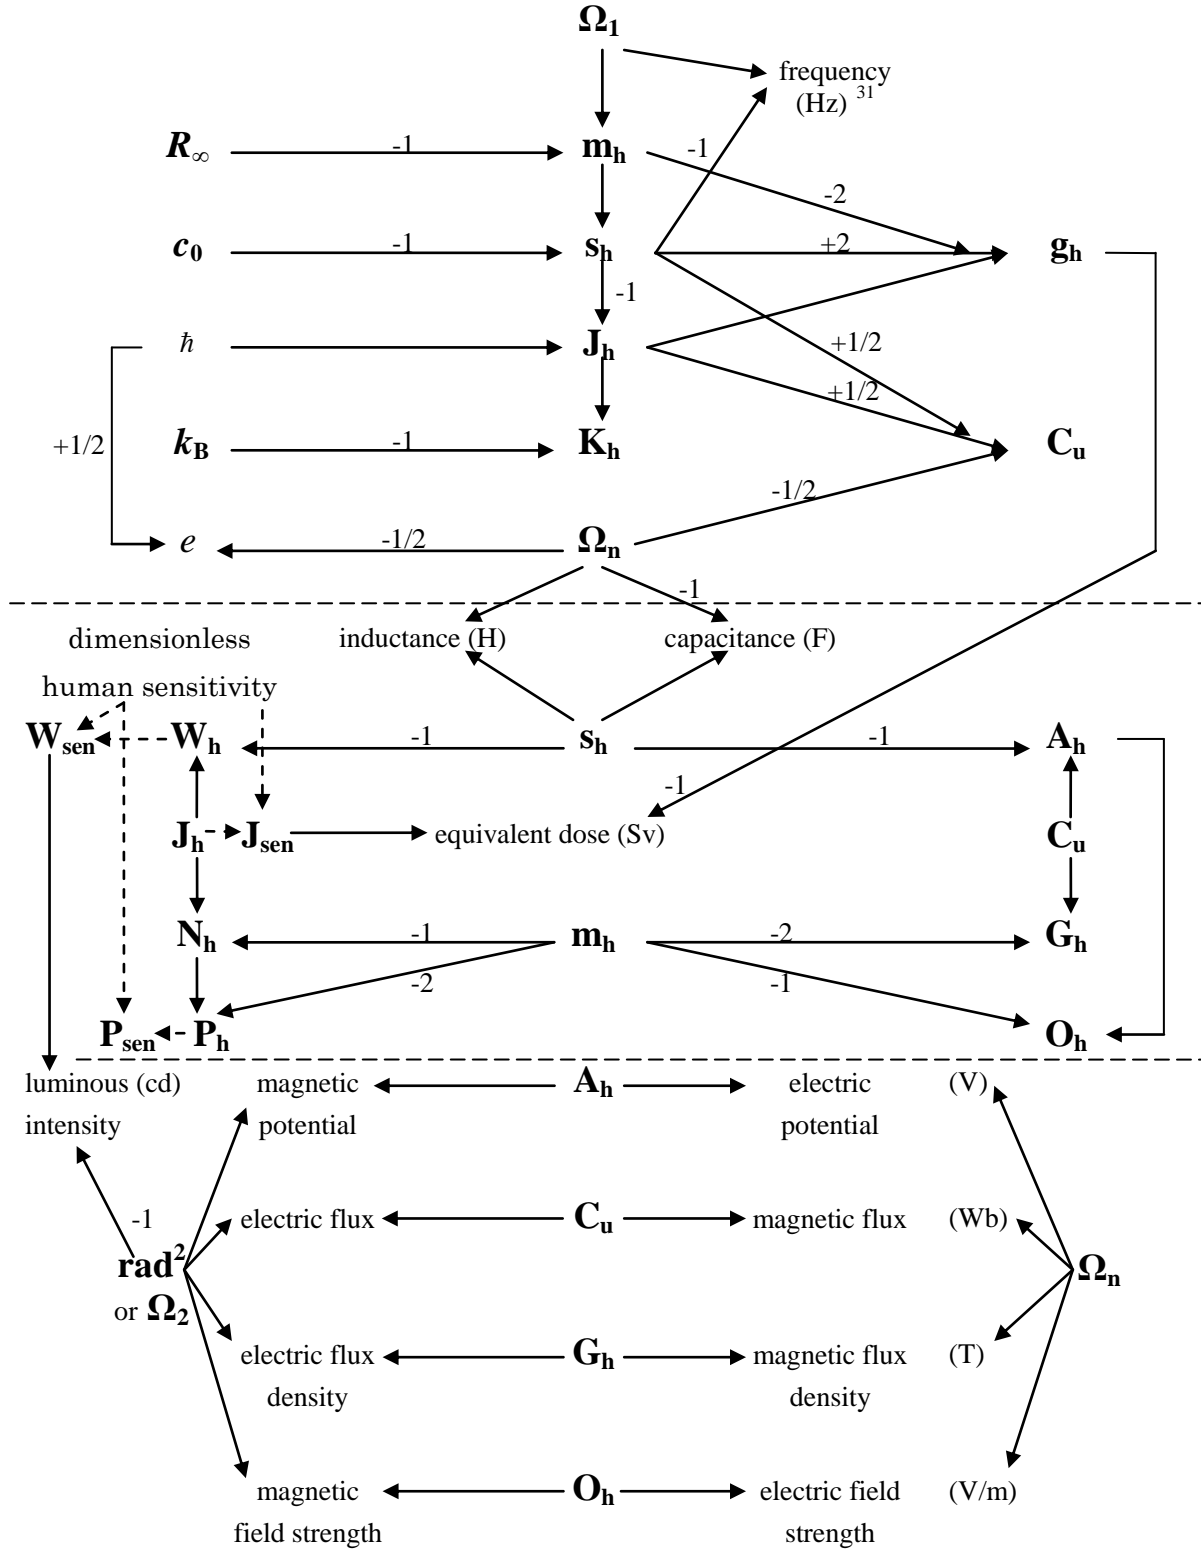 Ω₁
frequency
(Hz) ³¹
R∞ -1 mₕ -1
-2
c₀ -1 sₕ +2 gₕ
-1
ħ Jₕ +1/2
+1/2
+1/2 k_B -1 Kₕ Cᵤ
-1/2
e -1/2 Ωₙ
-1
dimensionless inductance (H) capacitance (F)
human sensitivity
W_sen Wₕ -1 sₕ -1 Aₕ
-1
Jₕ J_sen equivalent dose (Sv) Cᵤ
Nₕ -1 mₕ -2 Gₕ
-2 -1
P_sen Pₕ Oₕ
luminous (cd) magnetic Aₕ electric (V)
intensity potential potential
-1 electric flux Cᵤ magnetic flux (Wb)
rad² Ωₙ
or Ω₂
electric flux Gₕ magnetic flux (T)
density density
magnetic Oₕ electric field (V/m)
field strength strength